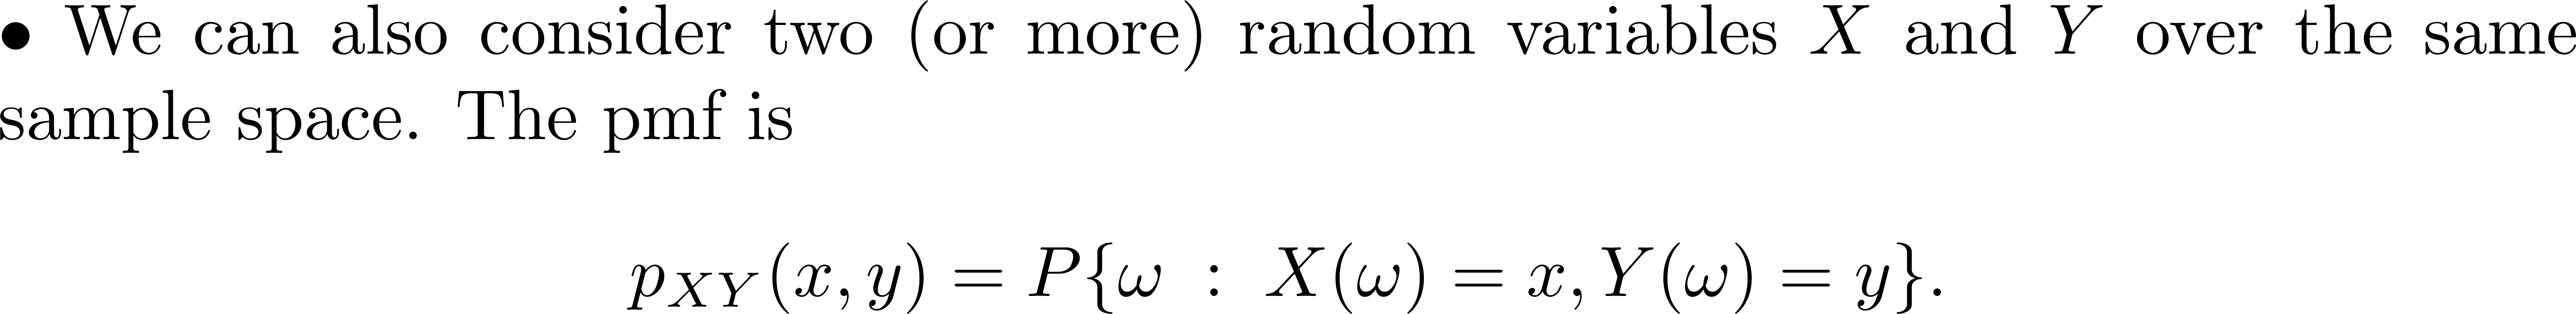 • We can also consider two (or more) random variables X and Y over the same
sample space. The pmf is
p_{XY}(x, y) = P{ω : X(ω) = x, Y(ω) = y}.